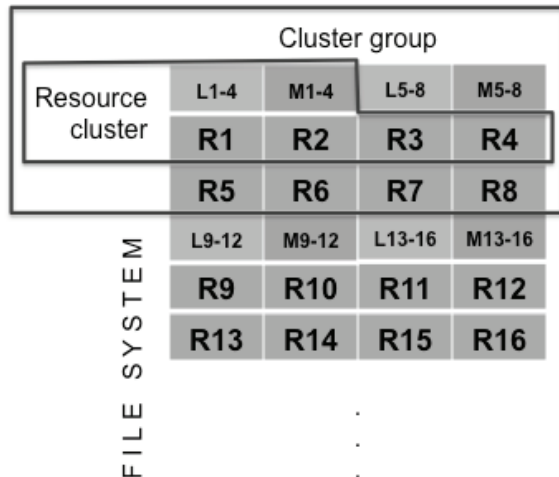 Cluster group
Resource cluster
L1-4 M1-4 L5-8 M5-8
R1 R2 R3 R4
R5 R6 R7 R8
L9-12 M9-12 L13-16 M13-16
R9 R10 R11 R12
R13 R14 R15 R16
FILE SYSTEM
.
.
.